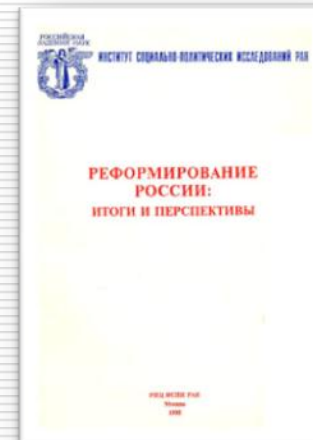 РОССИЙСКАЯ
АКАДЕМИЯ НАУК
ИНСТИТУТ СОЦИАЛЬНО-ПОЛИТИЧЕСКИХ ИССЛЕДОВАНИЙ РАН
РЕФОРМИРОВАНИЕ
РОССИИ:
ИТОГИ И ПЕРСПЕКТИВЫ
РИЦ ИСПИ РАН
Москва